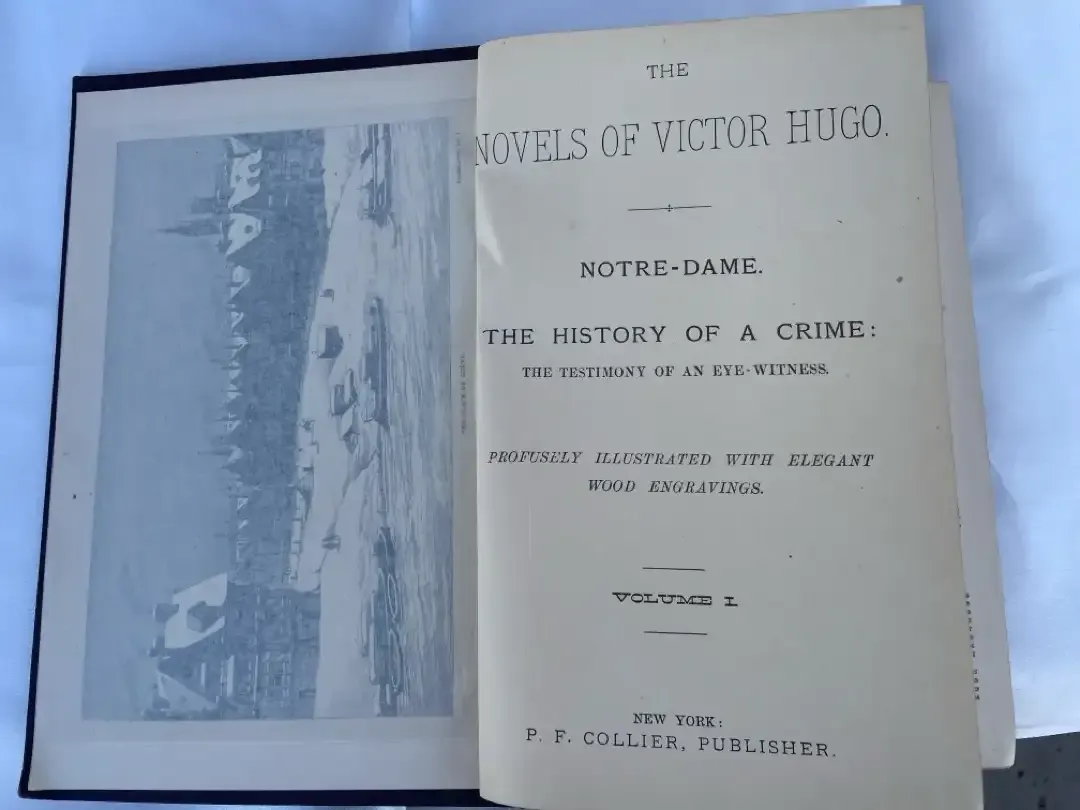 THE
NOVELS OF VICTOR HUGO.
NOTRE-DAME.
THE HISTORY OF A CRIME:
THE TESTIMONY OF AN EYE-WITNESS.
PROFUSELY ILLUSTRATED WITH ELEGANT
WOOD ENGRAVINGS.
VOLUME I.
NEW YORK:
P. F. COLLIER, PUBLISHER.